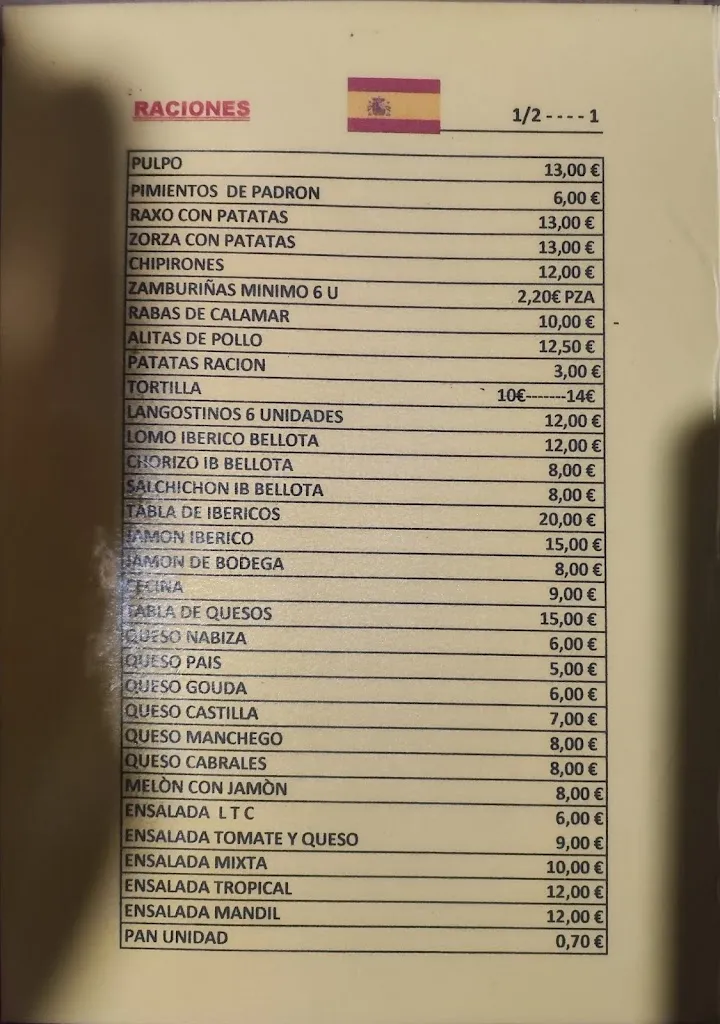 RACIONES 1/2 - - - - 1
PULPO 13,00 €
PIMIENTOS DE PADRON 6,00 €
RAXO CON PATATAS 13,00 €
ZORZA CON PATATAS 13,00 €
CHIPIRONES 12,00 €
ZAMBURIÑAS MINIMO 6 U 2,20€ PZA
RABAS DE CALAMAR 10,00 €
ALITAS DE POLLO 12,50 €
PATATAS RACION 3,00 €
TORTILLA 10€-------14€
LANGOSTINOS 6 UNIDADES 12,00 €
LOMO IBERICO BELLOTA 12,00 €
CHORIZO IB BELLOTA 8,00 €
SALCHICHON IB BELLOTA 8,00 €
TABLA DE IBERICOS 20,00 €
JAMON IBERICO 15,00 €
JAMON DE BODEGA 8,00 €
CECINA 9,00 €
TABLA DE QUESOS 15,00 €
QUESO NABIZA 6,00 €
QUESO PAIS 5,00 €
QUESO GOUDA 6,00 €
QUESO CASTILLA 7,00 €
QUESO MANCHEGO 8,00 €
QUESO CABRALES 8,00 €
MELÒN CON JAMÒN 8,00 €
ENSALADA L T C 6,00 €
ENSALADA TOMATE Y QUESO 9,00 €
ENSALADA MIXTA 10,00 €
ENSALADA TROPICAL 12,00 €
ENSALADA MANDIL 12,00 €
PAN UNIDAD 0,70 €